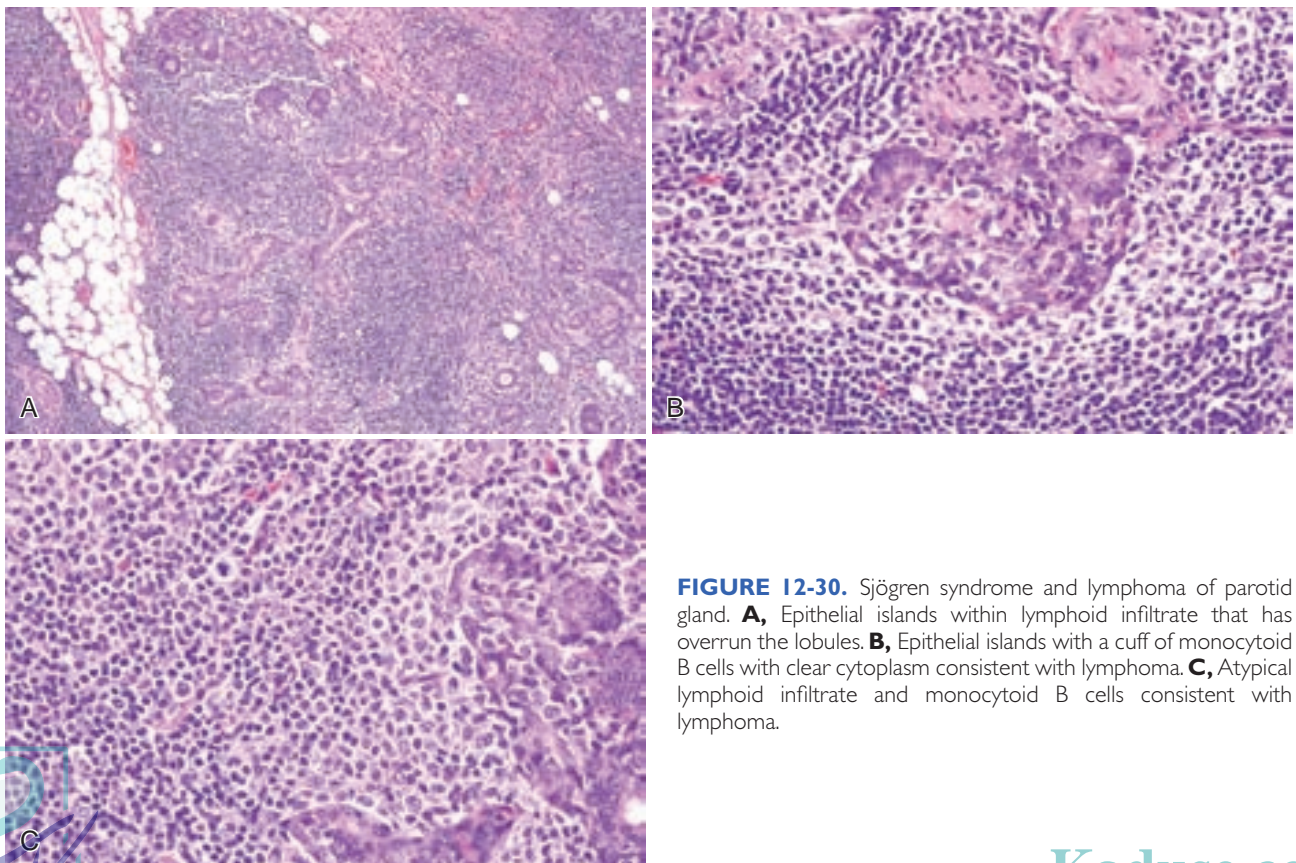 A
B
C
FIGURE 12-30. Sjögren syndrome and lymphoma of parotid
gland. A, Epithelial islands within lymphoid infiltrate that has
overrun the lobules. B, Epithelial islands with a cuff of monocytoid
B cells with clear cytoplasm consistent with lymphoma. C, Atypical
lymphoid infiltrate and monocytoid B cells consistent with
lymphoma.